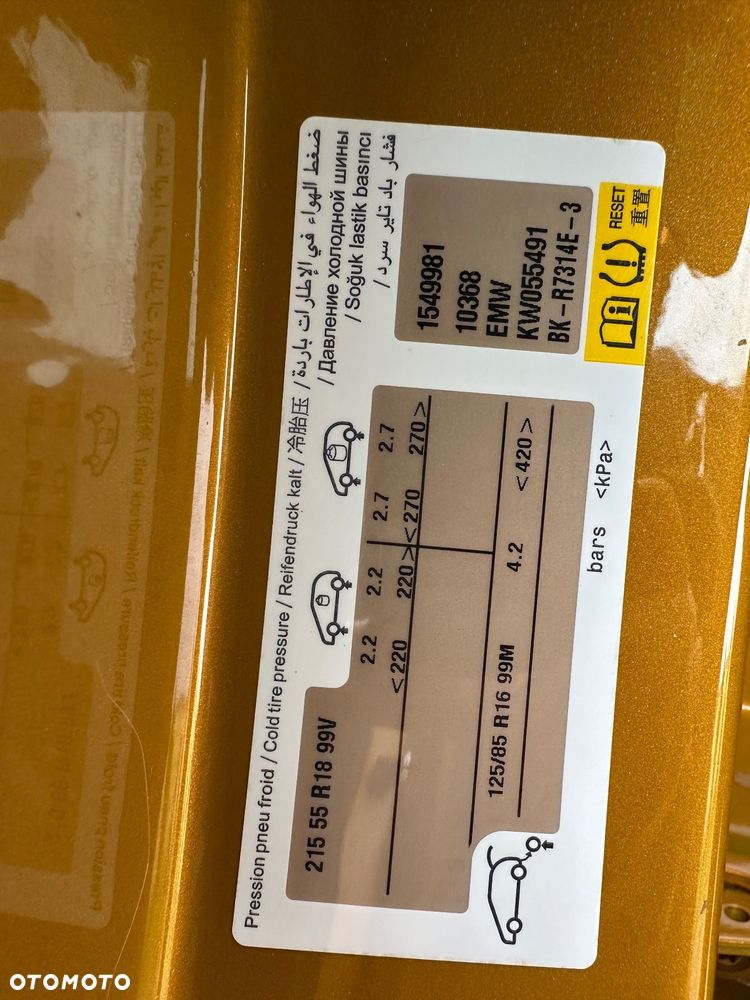 Pression pneu froid / Cold tire pressure / Reifendruck kalt / 冷胎压 / ضغط الهواء في الإطارات باردة
/ Давление холодной шины
/ Soğuk lastik basıncı
/ فشار باد تایر سرد
215 55 R18 99V
2.2 2.2 2.7 2.7
<220 220> <270 270>
125/85 R16 99M 4.2 <420>
bars <kPa>
1549981
10368
EMW
KW055491
BK-R7314E-3
RESET
重置
OTOMOTO